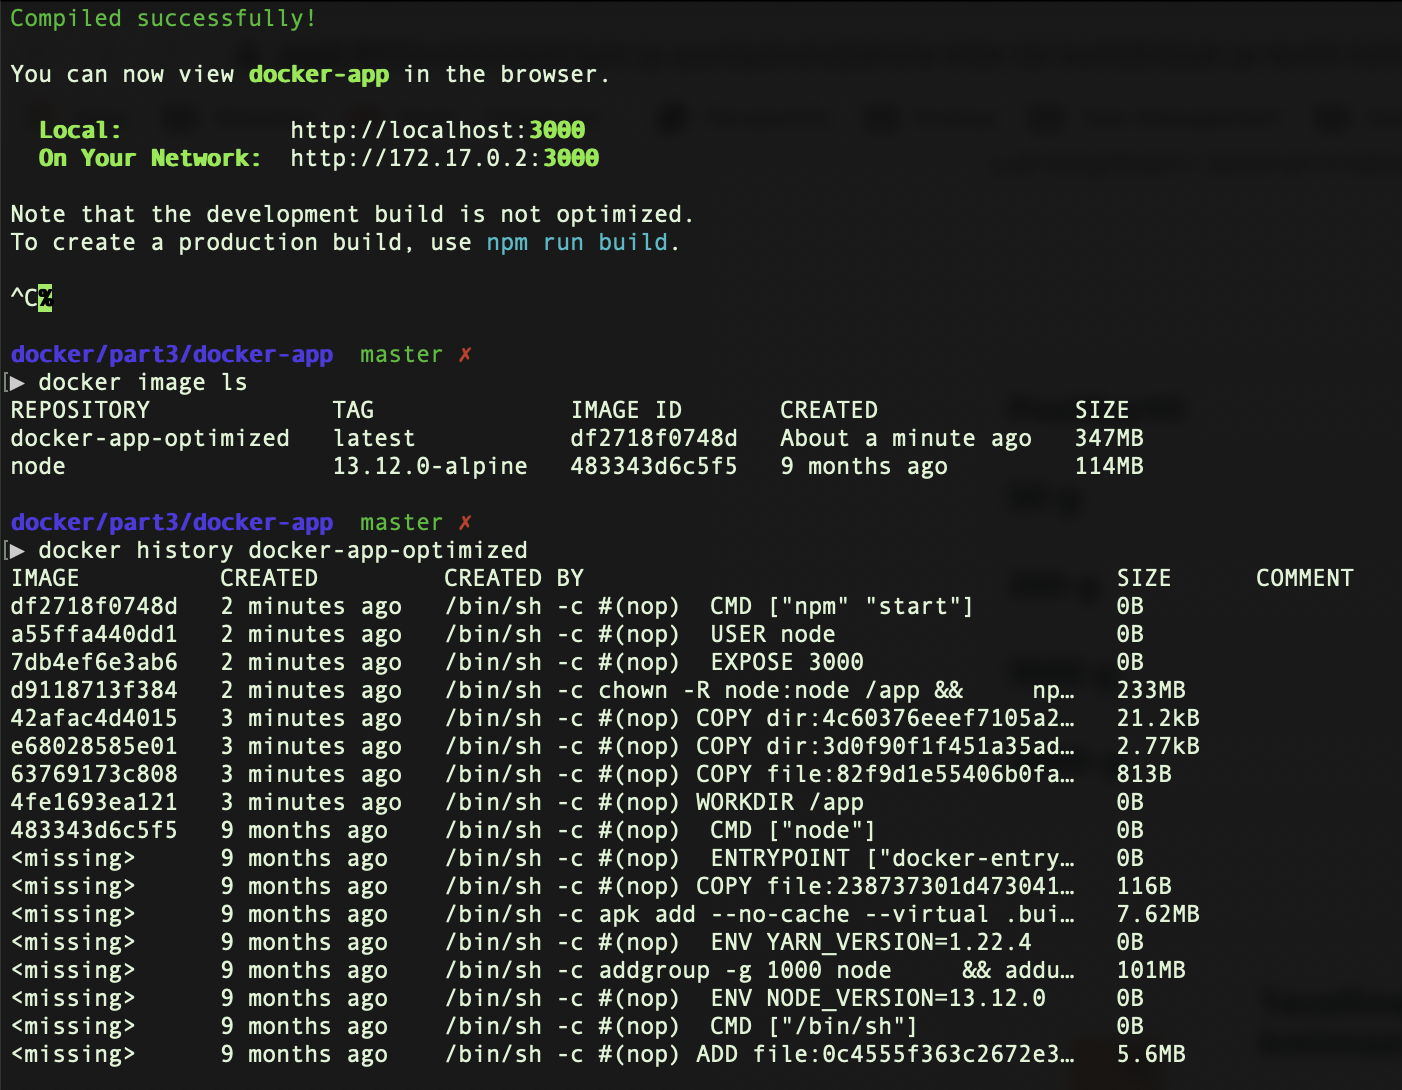 Compiled successfully!
You can now view docker-app in the browser.
Local: http://localhost:3000
On Your Network: http://172.17.0.2:3000
Note that the development build is not optimized.
To create a production build, use npm run build.
^C%
docker/part3/docker-app master ✗
[▶ docker image ls
REPOSITORY TAG IMAGE ID CREATED SIZE
docker-app-optimized latest df2718f0748d About a minute ago 347MB
node 13.12.0-alpine 483343d6c5f5 9 months ago 114MB
docker/part3/docker-app master ✗
[▶ docker history docker-app-optimized
IMAGE CREATED CREATED BY SIZE COMMENT
df2718f0748d 2 minutes ago /bin/sh -c #(nop) CMD ["npm" "start"] 0B
a55ffa440dd1 2 minutes ago /bin/sh -c #(nop) USER node 0B
7db4ef6e3ab6 2 minutes ago /bin/sh -c #(nop) EXPOSE 3000 0B
d9118713f384 2 minutes ago /bin/sh -c chown -R node:node /app && np… 233MB
42afac4d4015 3 minutes ago /bin/sh -c #(nop) COPY dir:4c60376eeef7105a2… 21.2kB
e68028585e01 3 minutes ago /bin/sh -c #(nop) COPY dir:3d0f90f1f451a35ad… 2.77kB
63769173c808 3 minutes ago /bin/sh -c #(nop) COPY file:82f9d1e55406b0fa… 813B
4fe1693ea121 3 minutes ago /bin/sh -c #(nop) WORKDIR /app 0B
483343d6c5f5 9 months ago /bin/sh -c #(nop) CMD ["node"] 0B
<missing> 9 months ago /bin/sh -c #(nop) ENTRYPOINT ["docker-entry… 0B
<missing> 9 months ago /bin/sh -c #(nop) COPY file:238737301d473041… 116B
<missing> 9 months ago /bin/sh -c apk add --no-cache --virtual .bui… 7.62MB
<missing> 9 months ago /bin/sh -c #(nop) ENV YARN_VERSION=1.22.4 0B
<missing> 9 months ago /bin/sh -c addgroup -g 1000 node && addu… 101MB
<missing> 9 months ago /bin/sh -c #(nop) ENV NODE_VERSION=13.12.0 0B
<missing> 9 months ago /bin/sh -c #(nop) CMD ["/bin/sh"] 0B
<missing> 9 months ago /bin/sh -c #(nop) ADD file:0c4555f363c2672e3… 5.6MB